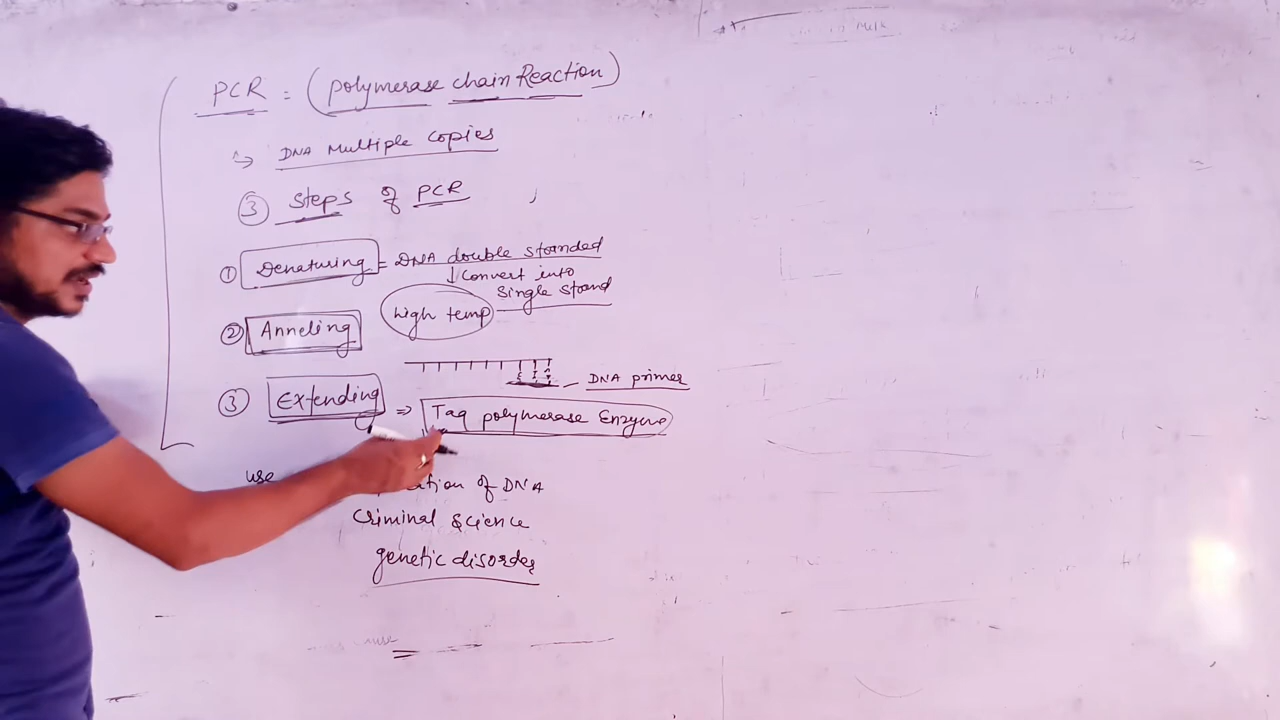 PCR = (polymerase chain Reaction)
↳ DNA Multiple Copies
③ Steps of PCR
① Denaturing = DNA double stranded
↓ Convert into
Single Strand
high temp
② Anneling
DNA primer
③ Extending ⇒ Taq polymerase Enzyme
use
of DNA
Criminal Science
genetic disorder